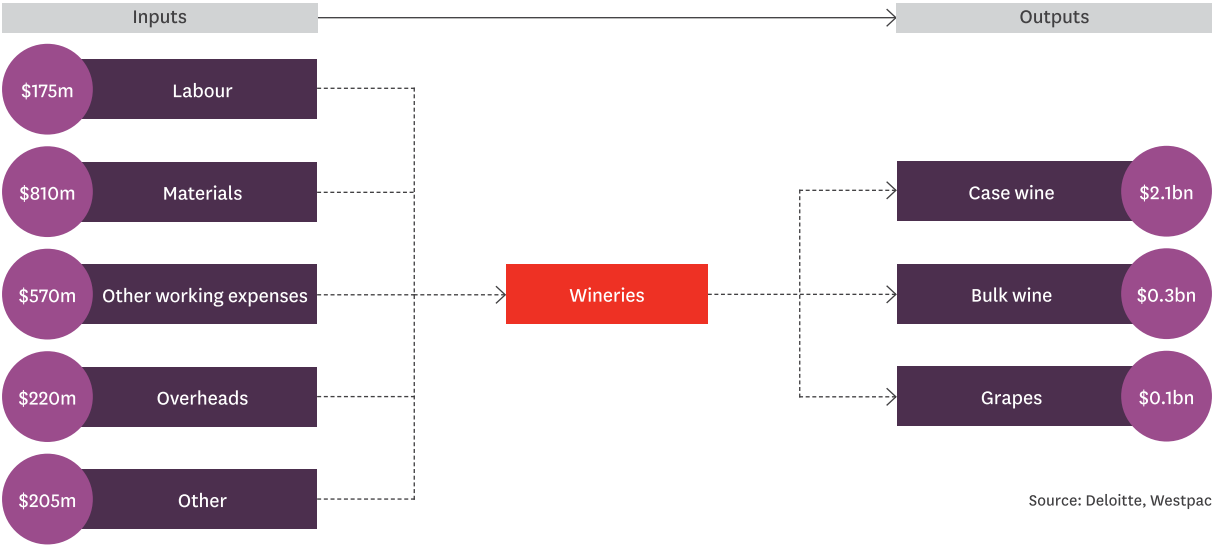 Inputs
Outputs
$175m
Labour
$810m
Materials
$570m
Other working expenses
$220m
Overheads
$205m
Other
Wineries
Case wine
$2.1bn
Bulk wine
$0.3bn
Grapes
$0.1bn
Source: Deloitte, Westpac